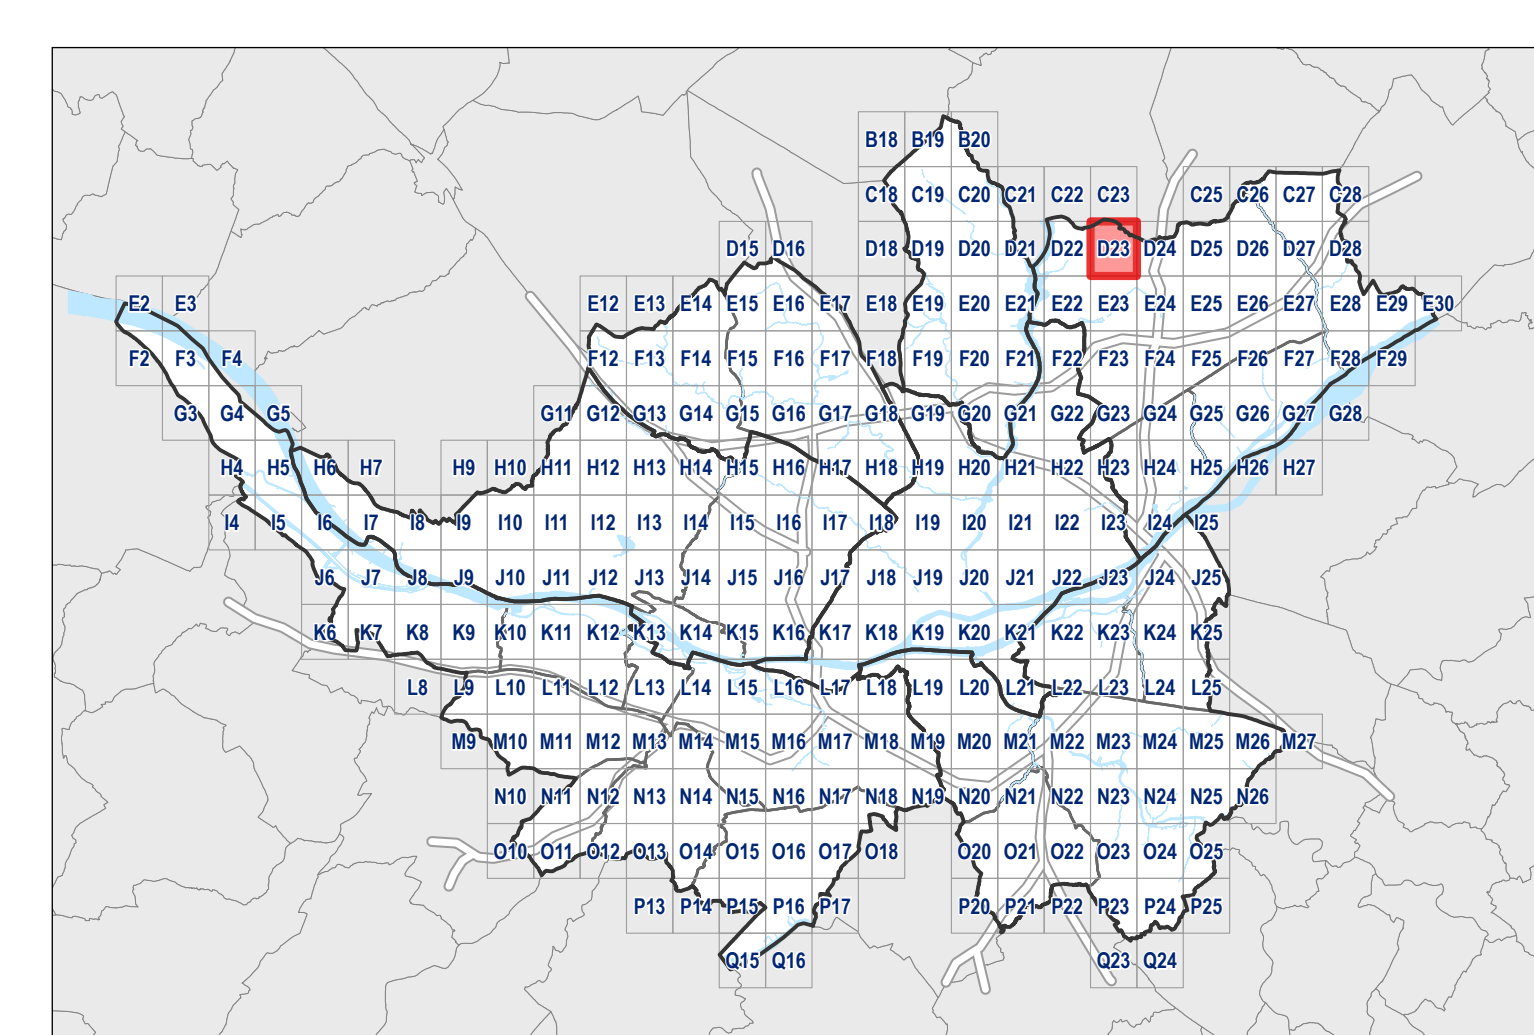 B18 B19 B20
C18 C19 C20 C21 C22 C23 C25 C26 C27 C28
D15 D16 D18 D19 D20 D21 D22 D23 D24 D25 D26 D27 D28
E2 E3 E12 E13 E14 E15 E16 E17 E18 E19 E20 E21 E22 E23 E24 E25 E26 E27 E28 E29 E30
F2 F3 F4 F12 F13 F14 F15 F16 F17 F18 F19 F20 F21 F22 F23 F24 F25 F26 F27 F28 F29
G3 G4 G5 G11 G12 G13 G14 G15 G16 G17 G18 G19 G20 G21 G22 G23 G24 G25 G26 G27 G28
H4 H5 H6 H7 H9 H10 H11 H12 H13 H14 H15 H16 H17 H18 H19 H20 H21 H22 H23 H24 H25 H26 H27
I4 I5 I6 I7 I8 I9 I10 I11 I12 I13 I14 I15 I16 I17 I18 I19 I20 I21 I22 I23 I24 I25
J6 J7 J8 J9 J10 J11 J12 J13 J14 J15 J16 J17 J18 J19 J20 J21 J22 J23 J24 J25
K6 K7 K8 K9 K10 K11 K12 K13 K14 K15 K16 K17 K18 K19 K20 K21 K22 K23 K24 K25
L8 L9 L10 L11 L12 L13 L14 L15 L16 L17 L18 L19 L20 L21 L22 L23 L24 L25
M9 M10 M11 M12 M13 M14 M15 M16 M17 M18 M19 M20 M21 M22 M23 M24 M25 M26 M27
N10 N11 N12 N13 N14 N15 N16 N17 N18 N19 N20 N21 N22 N23 N24 N25 N26
O10 O11 O12 O13 O14 O15 O16 O17 O18 O20 O21 O22 O23 O24 O25
P13 P14 P15 P16 P17 P20 P21 P22 P23 P24 P25
Q15 Q16 Q23 Q24